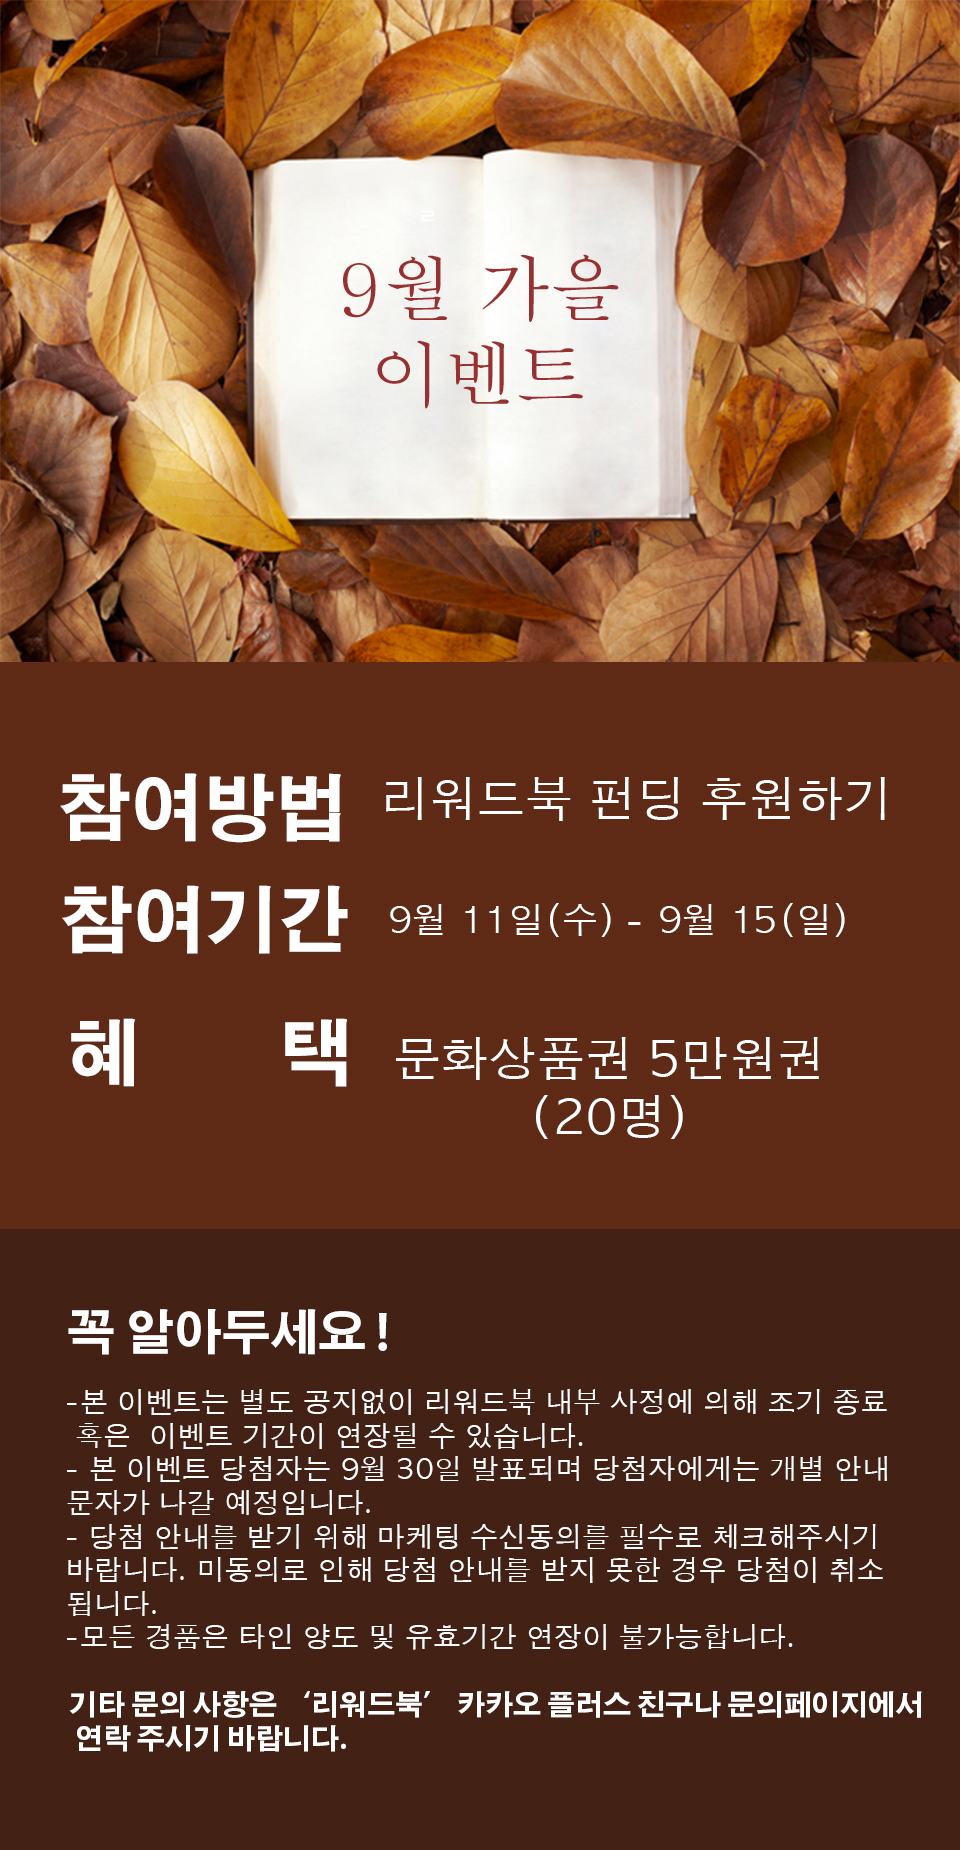 ㄹ
9월 가을
이벤트
참여방법 리워드북 펀딩 후원하기
참여기간 9월 11일(수) - 9월 15(일)
혜 택 문화상품권 5만원권
(20명)
꼭 알아두세요!
-본 이벤트는 별도 공지없이 리워드북 내부 사정에 의해 조기 종료
혹은 이벤트 기간이 연장될 수 있습니다.
- 본 이벤트 당첨자는 9월 30일 발표되며 당첨자에게는 개별 안내
문자가 나갈 예정입니다.
- 당첨 안내를 받기 위해 마케팅 수신동의를 필수로 체크해주시기
바랍니다. 미동의로 인해 당첨 안내를 받지 못한 경우 당첨이 취소
됩니다.
-모든 경품은 타인 양도 및 유효기간 연장이 불가능합니다.
기타 문의 사항은 ‘리워드북’ 카카오 플러스 친구나 문의페이지에서
연락 주시기 바랍니다.